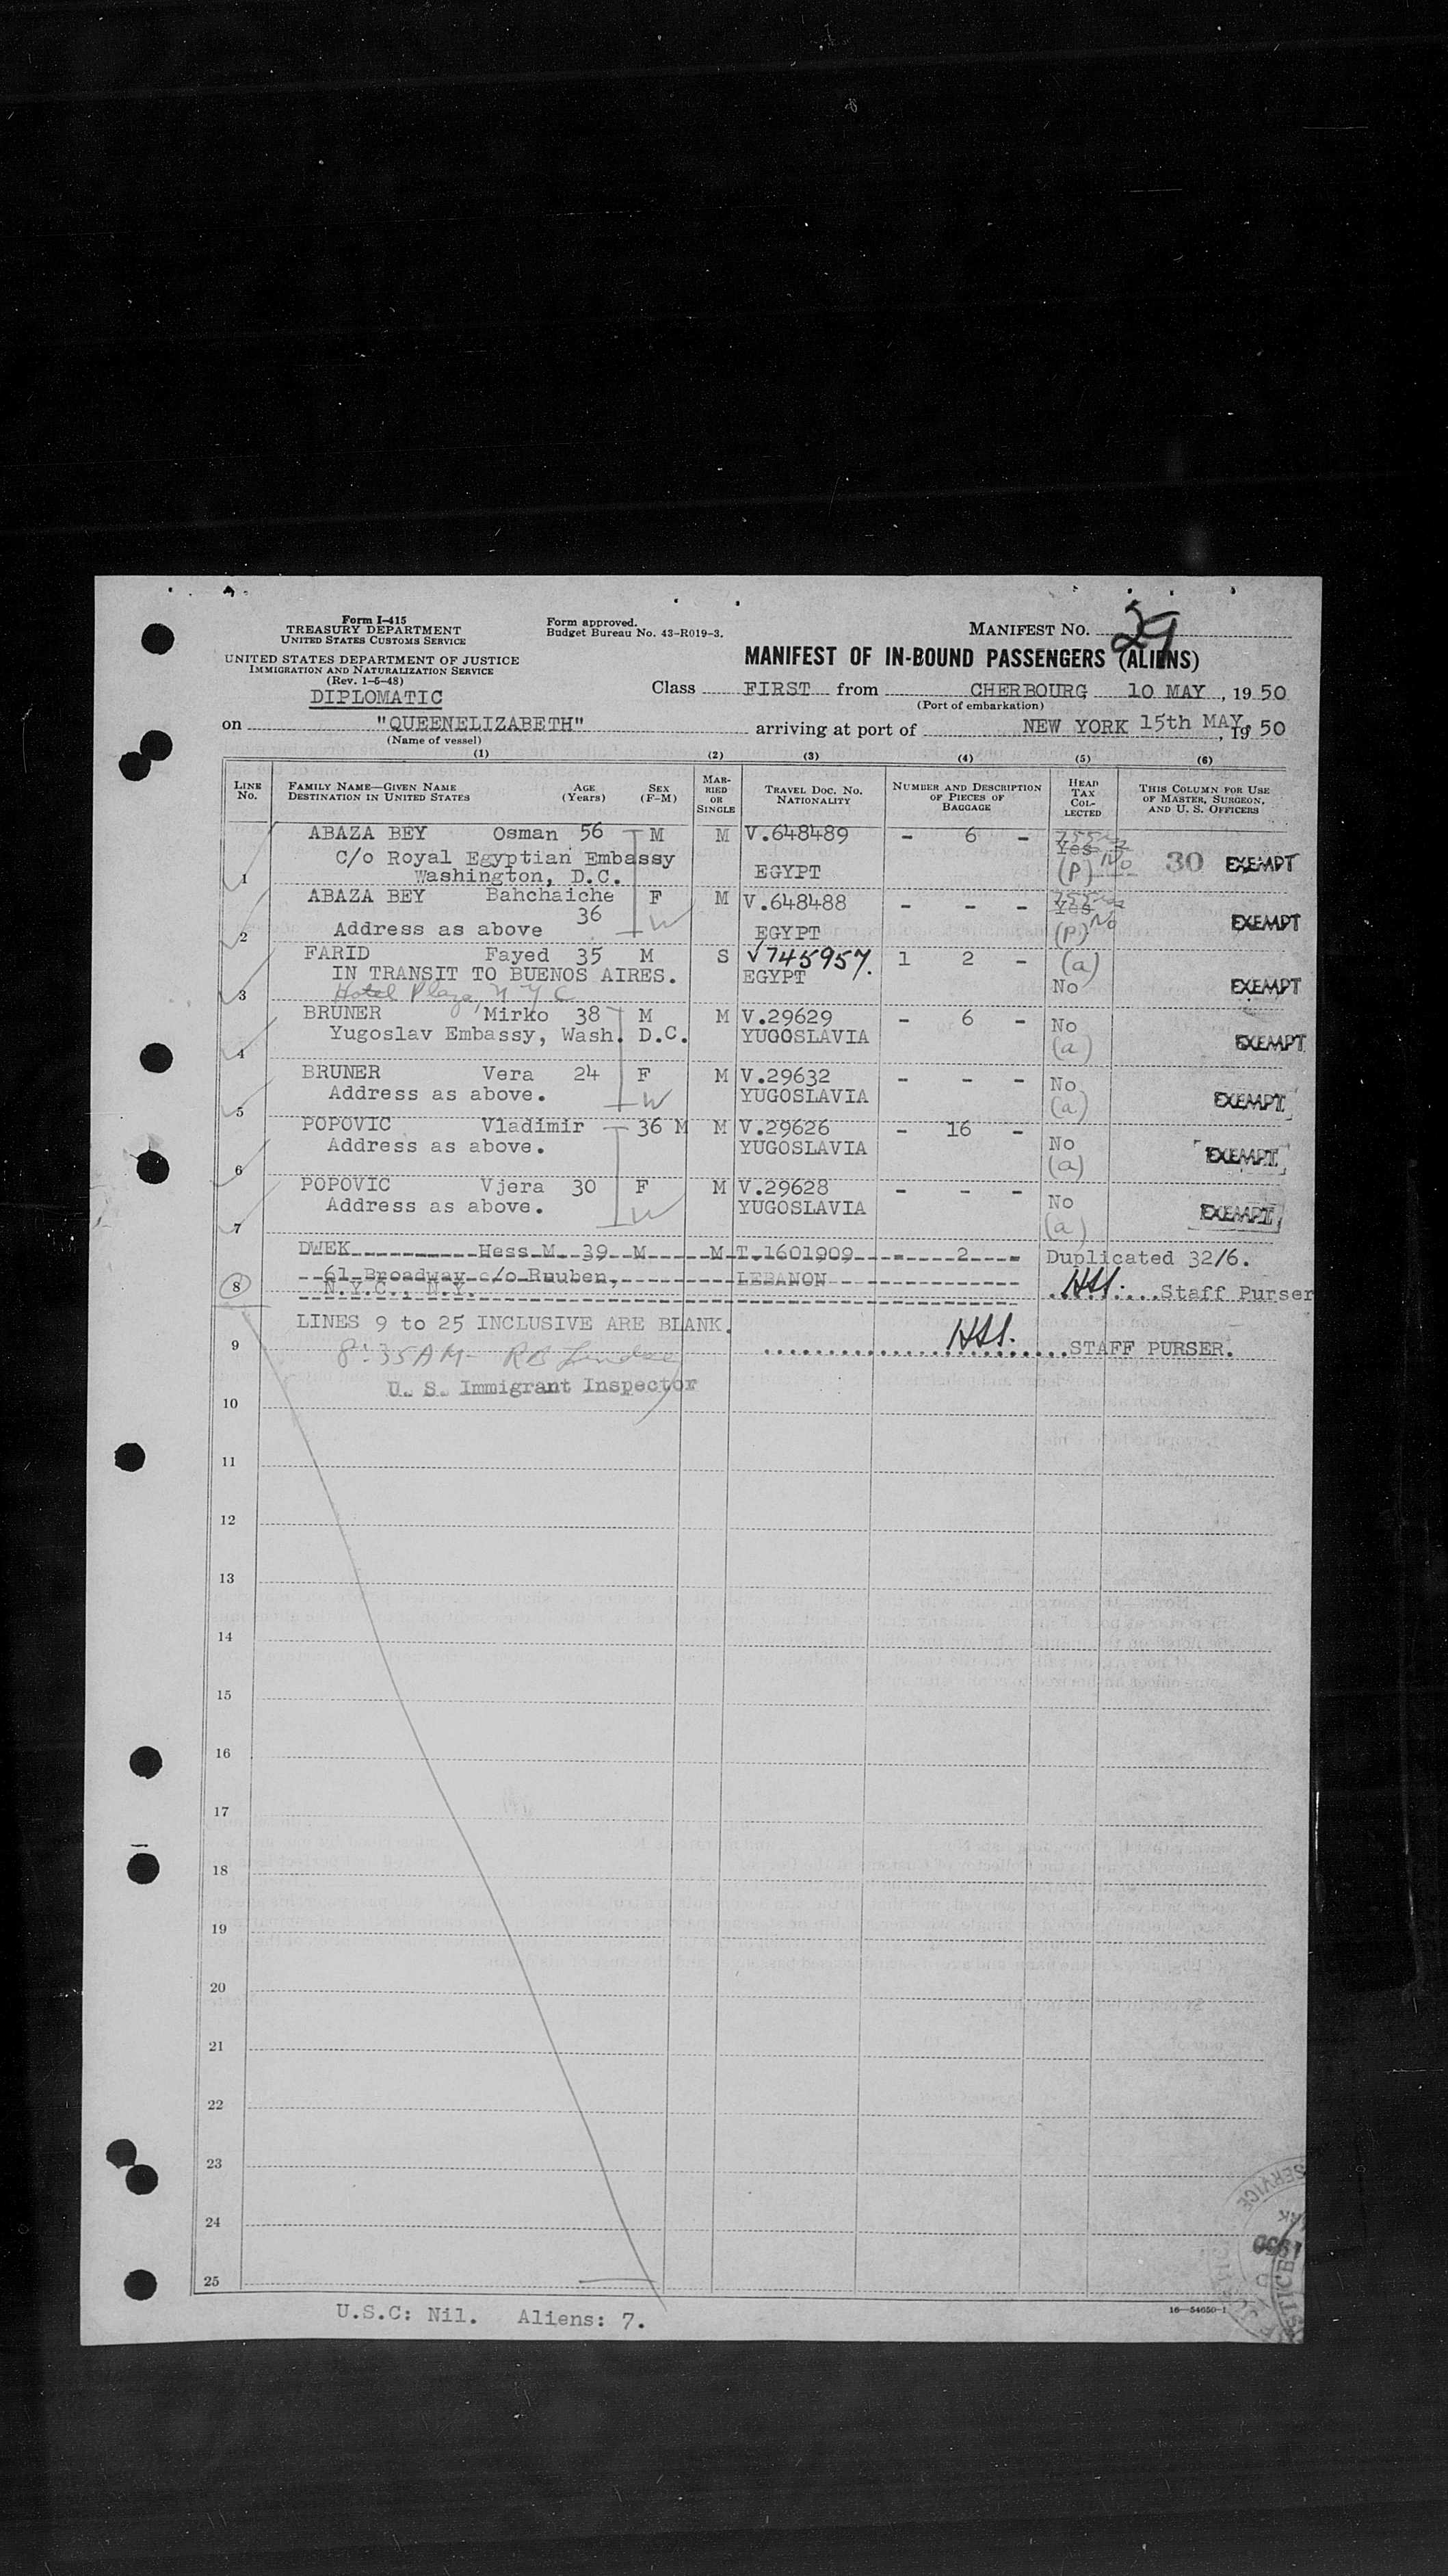 Form I-415
TREASURY DEPARTMENT
UNITED STATES CUSTOMS SERVICE
Form approved.
Budget Bureau No. 43-R019-3.
MANIFEST NO. 29
UNITED STATES DEPARTMENT OF JUSTICE
IMMIGRATION AND NATURALIZATION SERVICE
(Rev. 1-6-48)
MANIFEST OF IN-BOUND PASSENGERS (ALIENS)
DIPLOMATIC
Class FIRST from CHERBOURG 10 MAY, 19 50
(Port of embarkation)
on "QUEENELIZABETH" arriving at port of NEW YORK 15th MAY, 19 50
(Name of vessel)
(1) (2) (3) (4) (5) (6)
LINE No. FAMILY NAME—GIVEN NAME DESTINATION IN UNITED STATES AGE (Years) SEX (F-M) MARRIED OR SINGLE TRAVEL DOC. NO. NATIONALITY NUMBER AND DESCRIPTION OF PIECES OF BAGGAGE HEAD TAX COLLECTED THIS COLUMN FOR USE OF MASTER, SURGEON, AND U. S. OFFICERS
ABAZA BEY Osman 56 M M V.648489 - 6 - Yes
C/o Royal Egyptian Embassy (P) No 30 EXEMPT
1 Washington, D.C. EGYPT
ABAZA BEY Bahchaiche F M V.648488 - - - Yes
36 W No EXEMPT
2 Address as above EGYPT (P)
FARID Fayed 35 M S V745957. 1 2 - (a)
IN TRANSIT TO BUENOS AIRES. EGYPT No EXEMPT
3 Hotel Plaza, N Y C
BRUNER Mirko 38 M M V.29629 - 6 - No
Yugoslav Embassy, Wash. D.C. YUGOSLAVIA (a) EXEMPT
4
BRUNER Vera 24 F M V.29632 - - - No
Address as above. W YUGOSLAVIA (a) EXEMPT
5
POPOVIC Vladimir 36 M M V.29626 - 16 - No
Address as above. YUGOSLAVIA (a) EXEMPT
6
POPOVIC Vjera 30 F M V.29628 - - - No
Address as above. W YUGOSLAVIA (a) EXEMPT
7
DWEK Hess M. 39 M M T.1601909 - 2 - Duplicated 32/6.
61 Broadway c/o Ruuben, LEBANON
8 N.Y.C., N.Y. Staff Purser
LINES 9 to 25 INCLUSIVE ARE BLANK.
9 8:35 AM STAFF PURSER.
U. S. Immigrant Inspector
10
11
12
13
14
15
16
17
18
19
20
21
22
23
24
25
U.S.C: Nil. Aliens: 7.
16—54650-1
SERVICE
1950